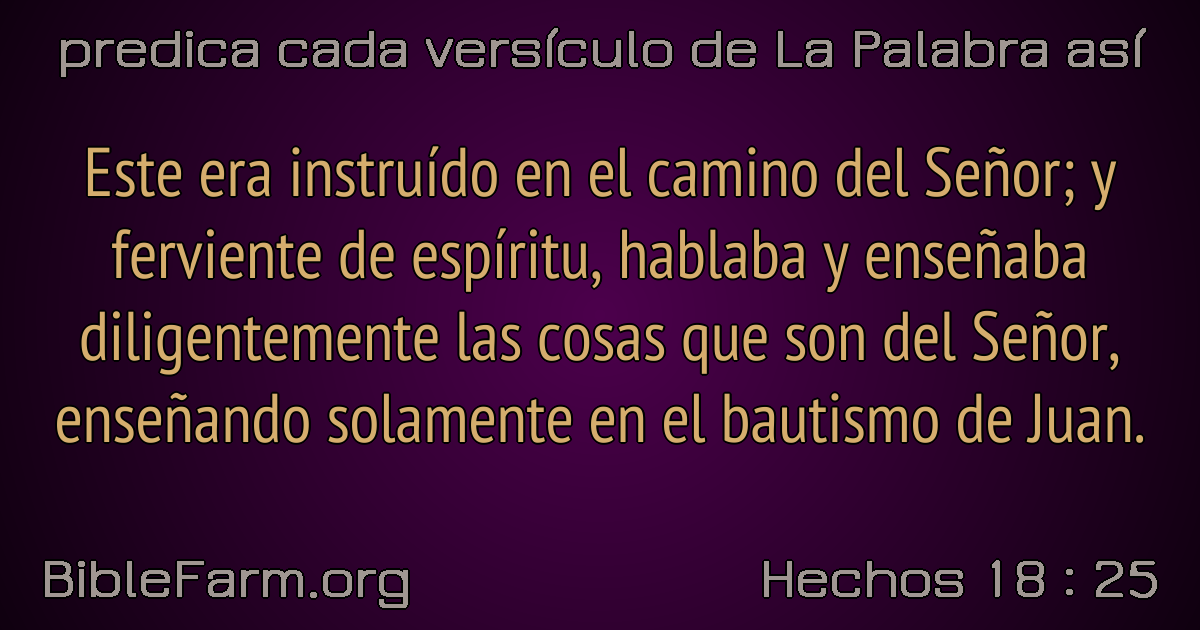 predica cada versículo de La Palabra así
Este era instruído en el camino del Señor; y
ferviente de espíritu, hablaba y enseñaba
diligentemente las cosas que son del Señor,
enseñando solamente en el bautismo de Juan.
BibleFarm.org
Hechos 18 : 25